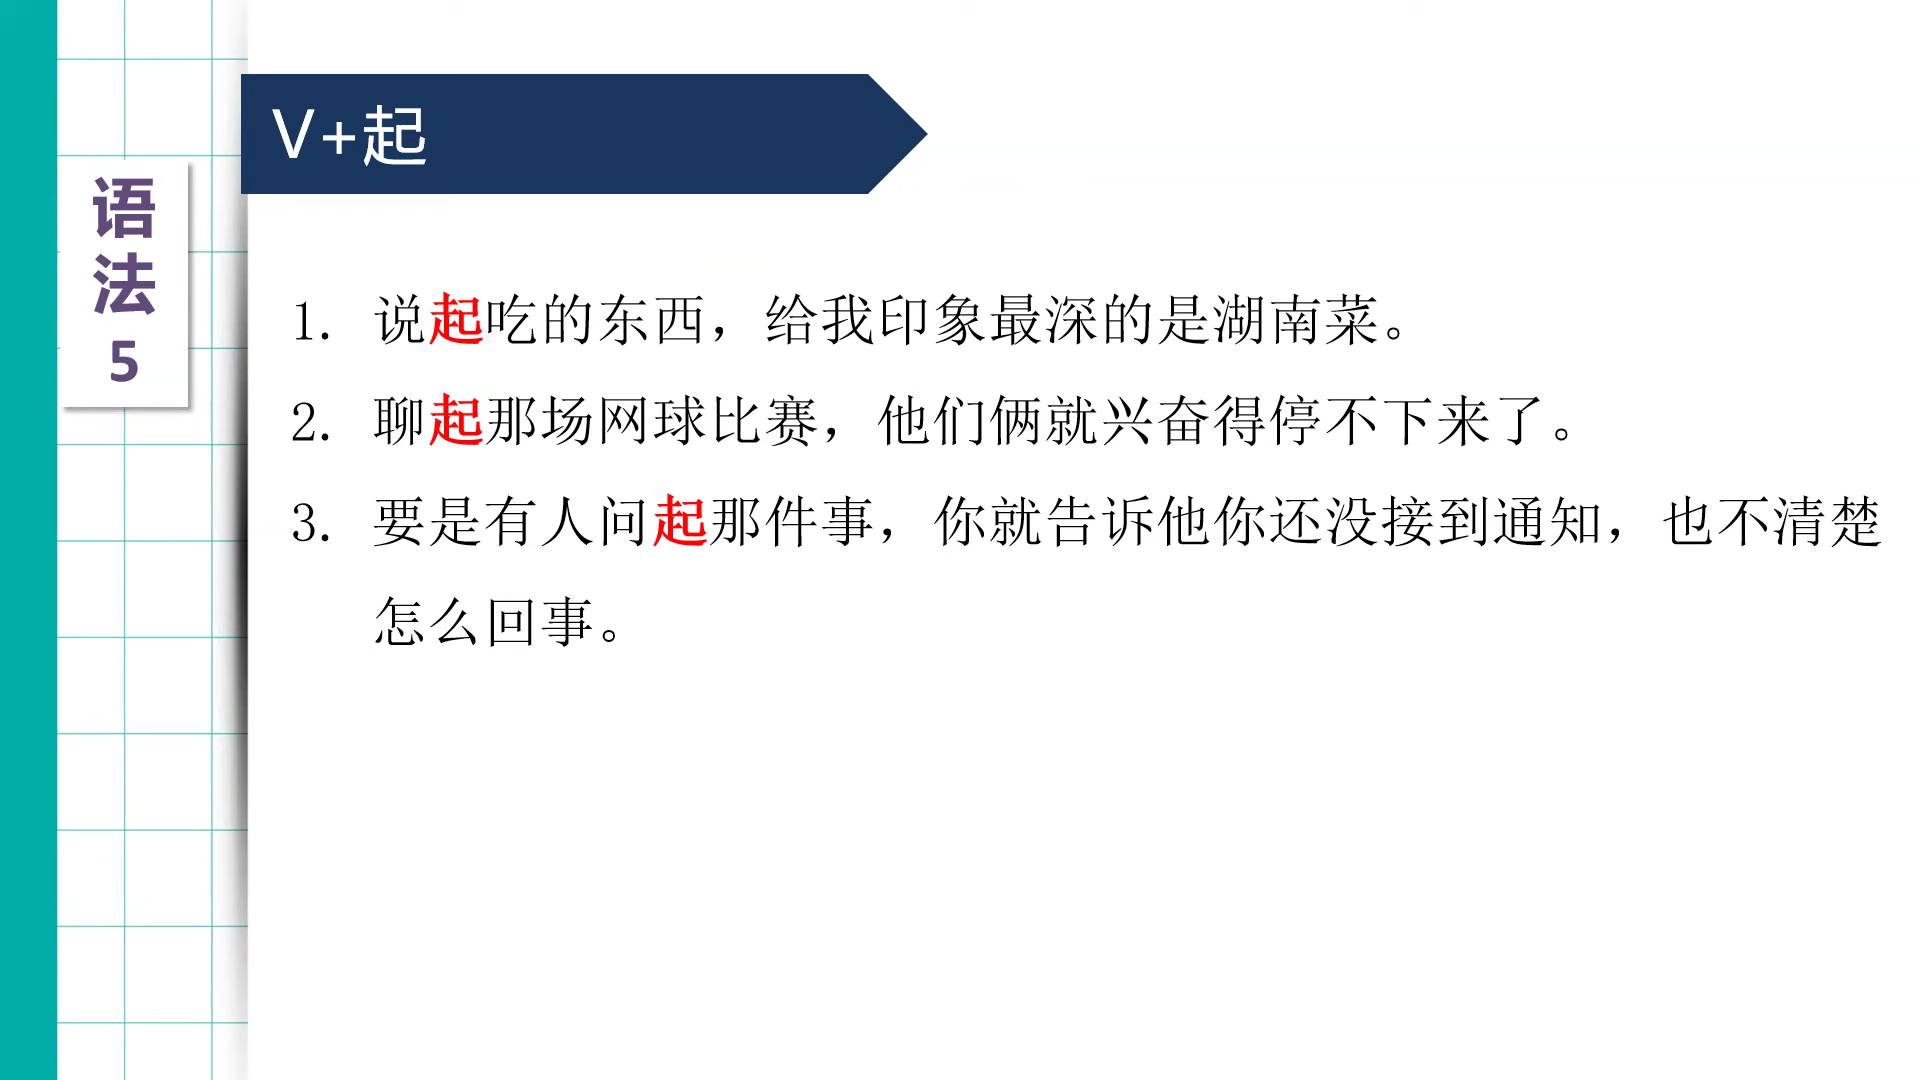 V+起
语
法
5
1. 说起吃的东西，给我印象最深的是湖南菜。
2. 聊起那场网球比赛，他们俩就兴奋得停不下来了。
3. 要是有人问起那件事，你就告诉他你还没接到通知，也不清楚
怎么回事。